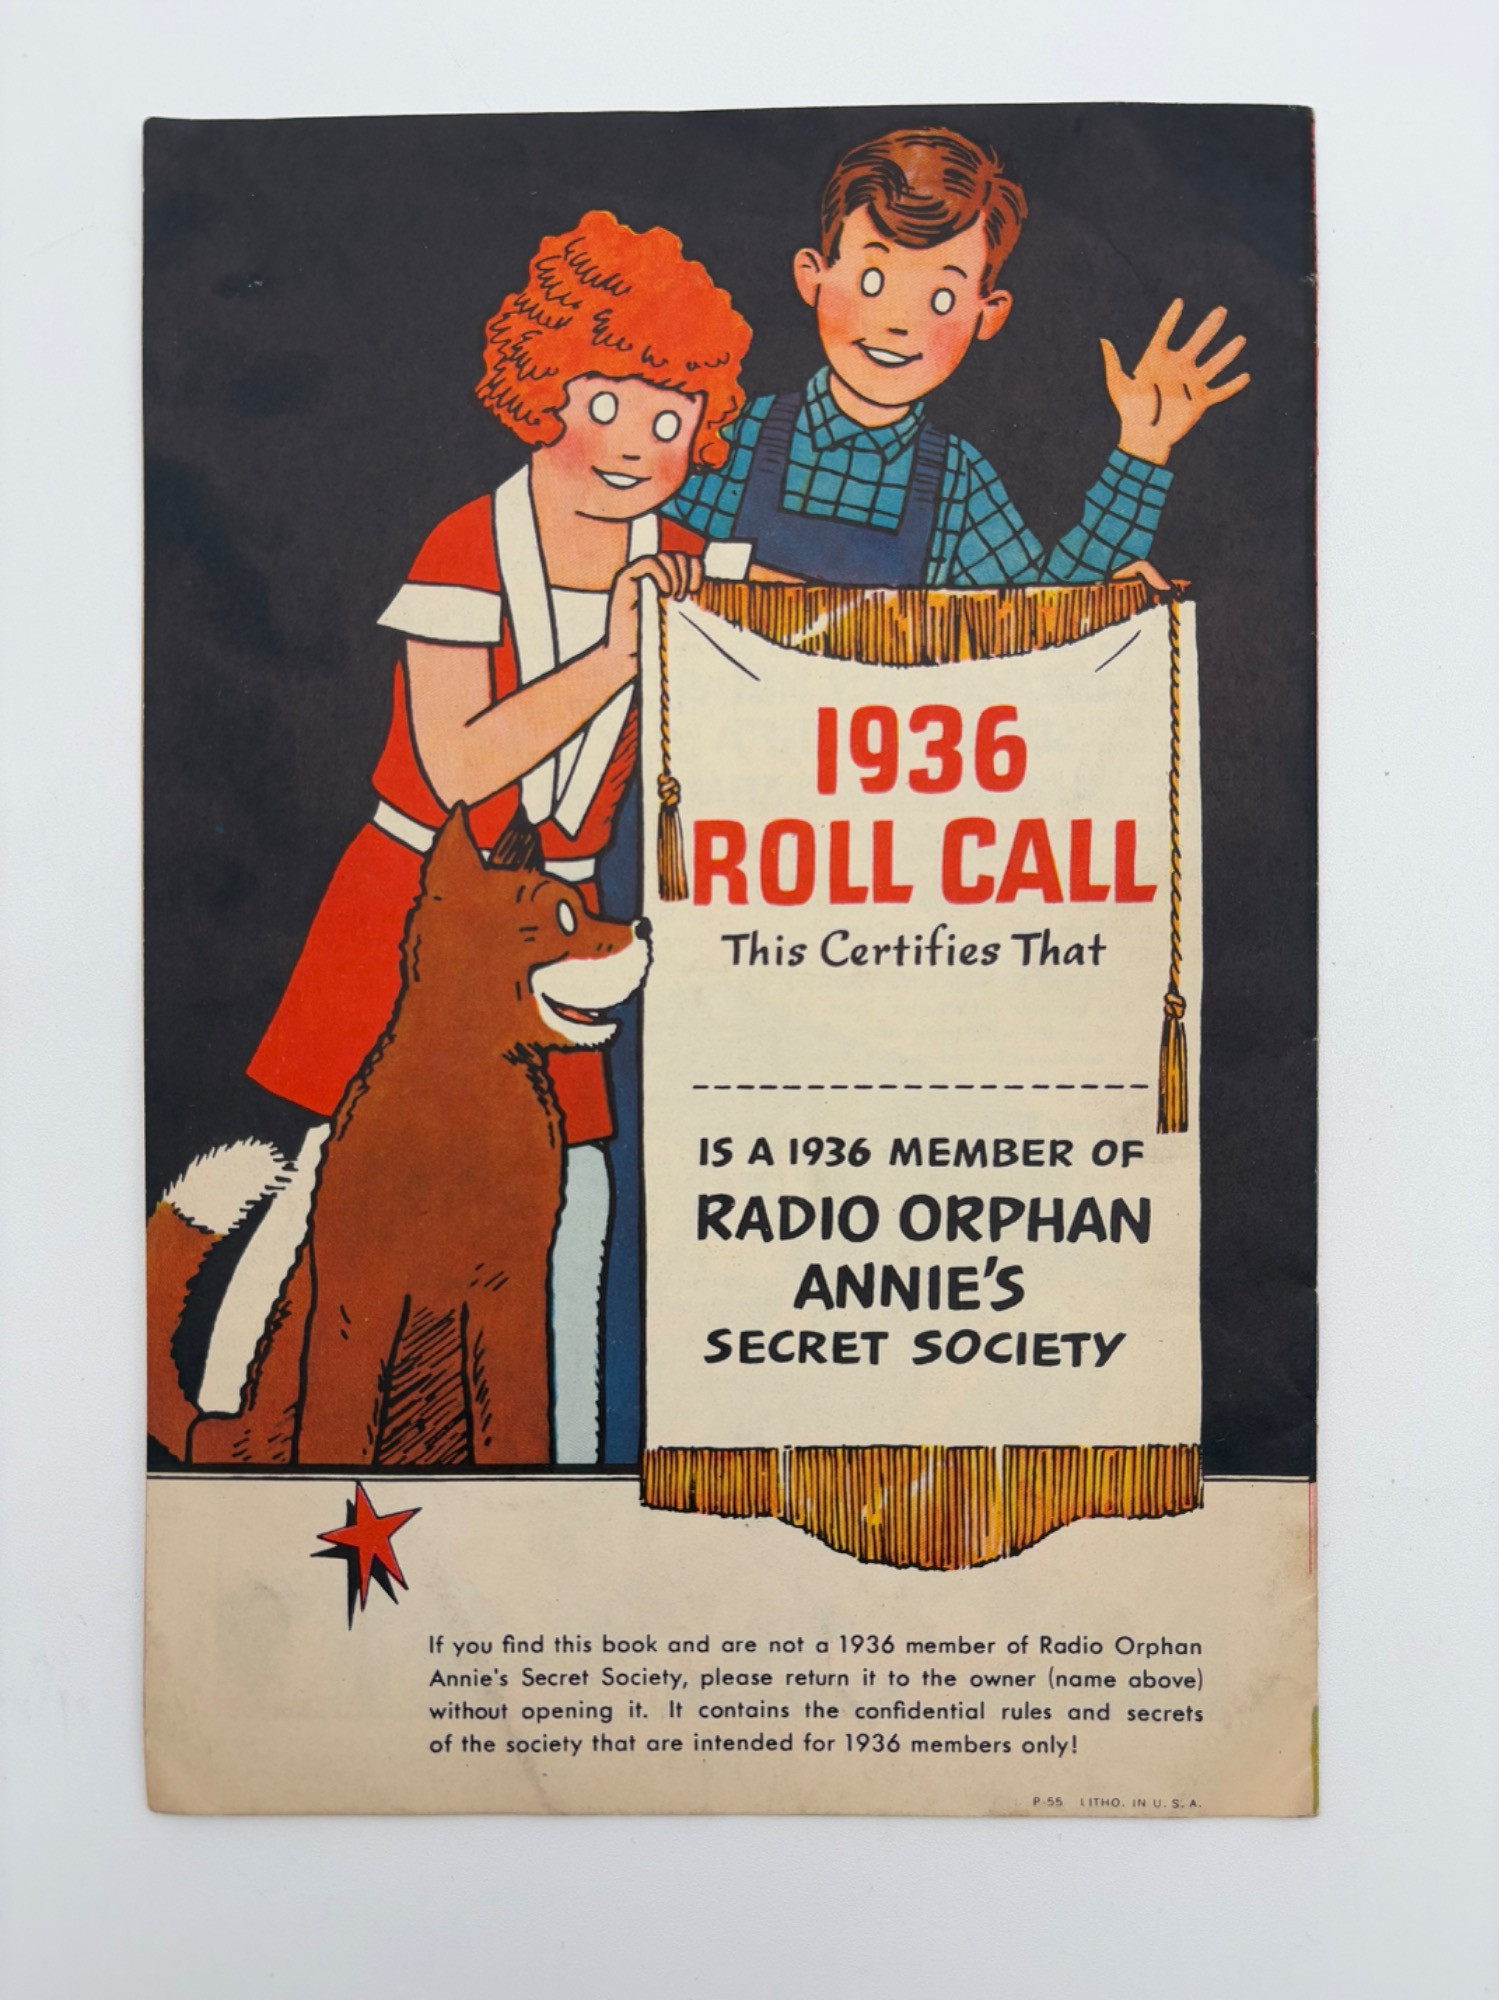 1936
ROLL CALL
This Certifies That
IS A 1936 MEMBER OF
RADIO ORPHAN
ANNIE'S
SECRET SOCIETY
If you find this book and are not a 1936 member of Radio Orphan
Annie's Secret Society, please return it to the owner (name above)
without opening it. It contains the confidential rules and secrets
of the society that are intended for 1936 members only!
P-55 LITHO. IN U. S. A.